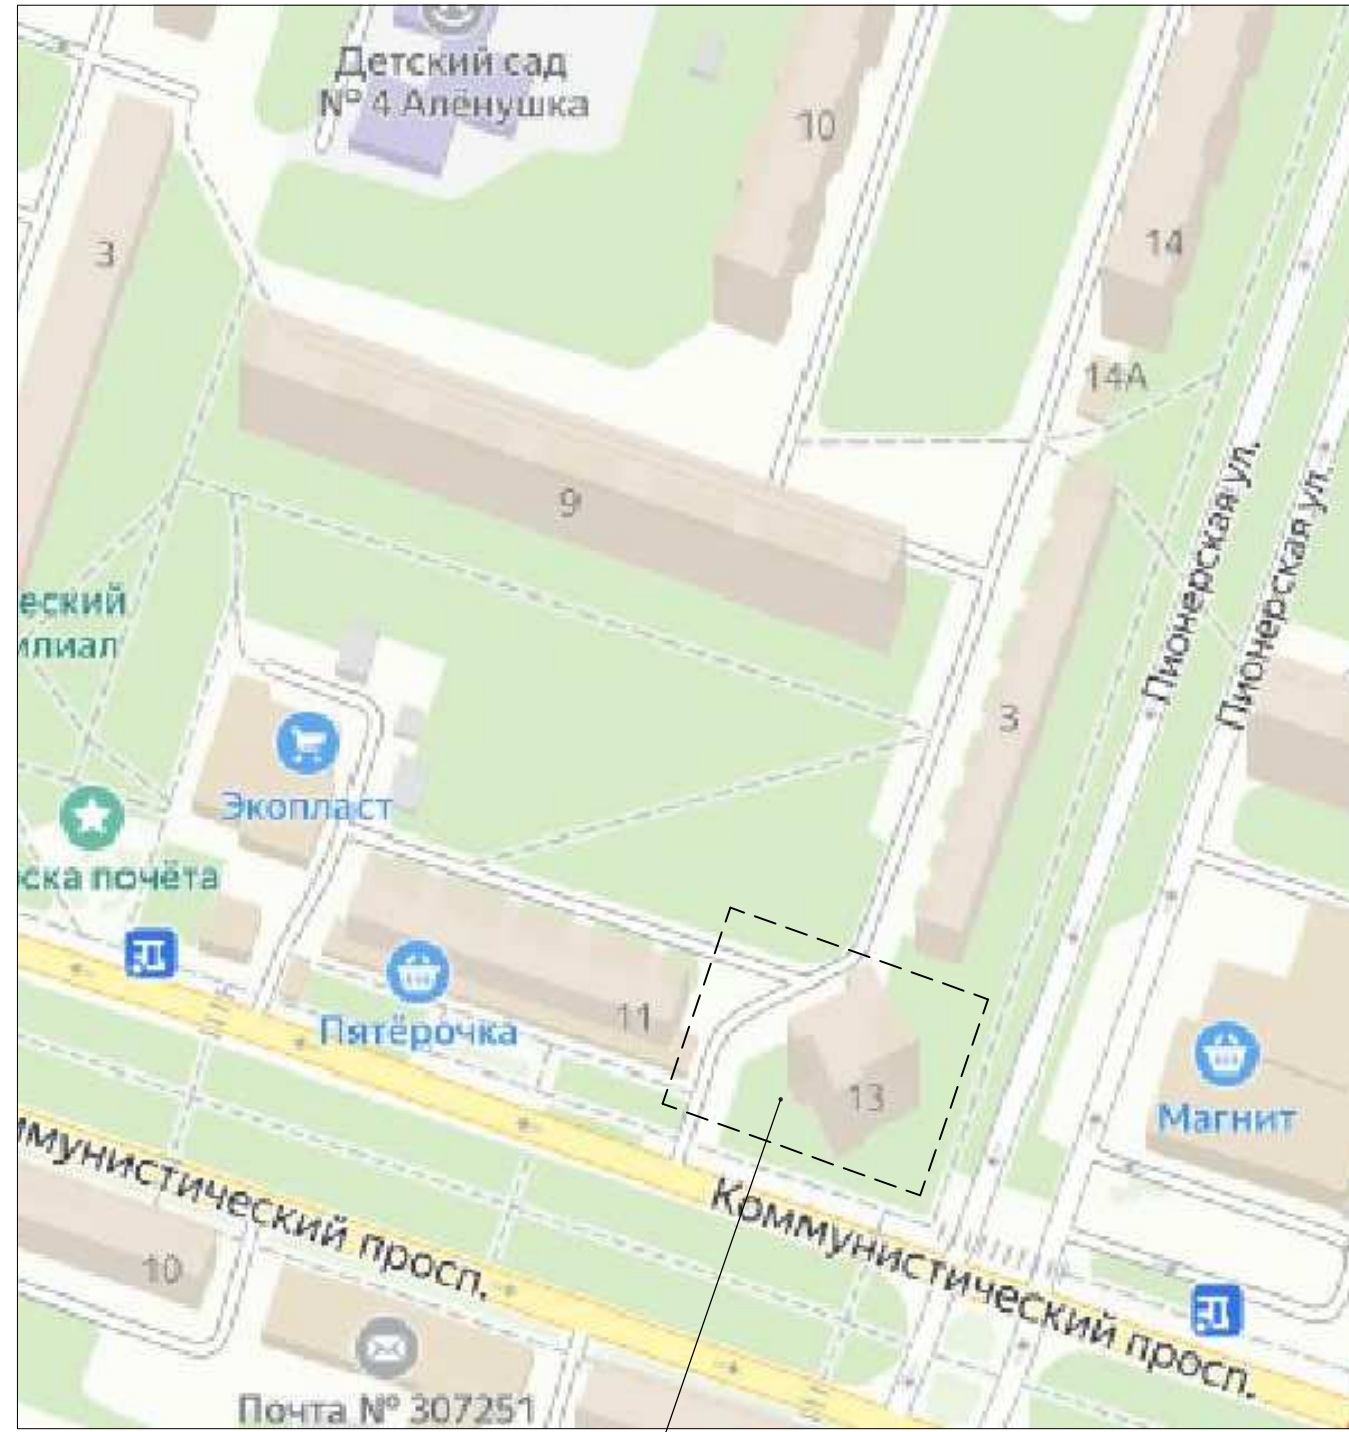 Детский сад
№ 4 Алёнушка
10
3
14
14А
9
Пионерская ул.
Пионерская ул.
еский
илиал
3
Экопласт
ска почёта
11
Пятёрочка
13
Магнит
ммунистический просп.
Коммунистический просп.
10
Почта № 307251